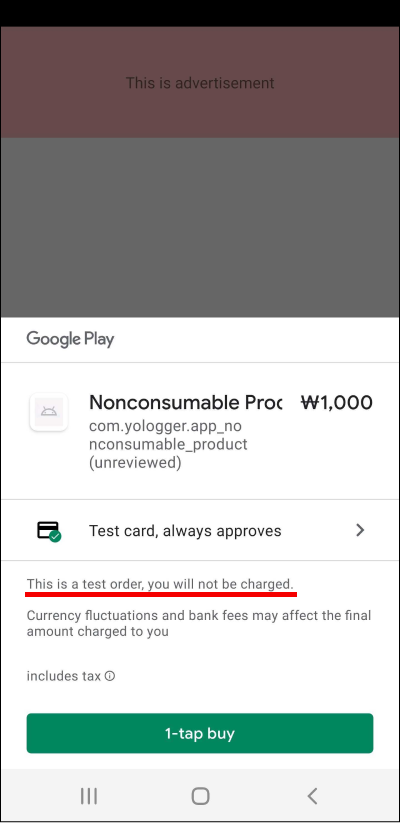 This is advertisement
Google Play
Nonconsumable Proc ₩1,000
com.yologger.app_no
nconsumable_product
(unreviewed)
Test card, always approves
This is a test order, you will not be charged.
Currency fluctuations and bank fees may affect the final
amount charged to you
includes tax
1-tap buy